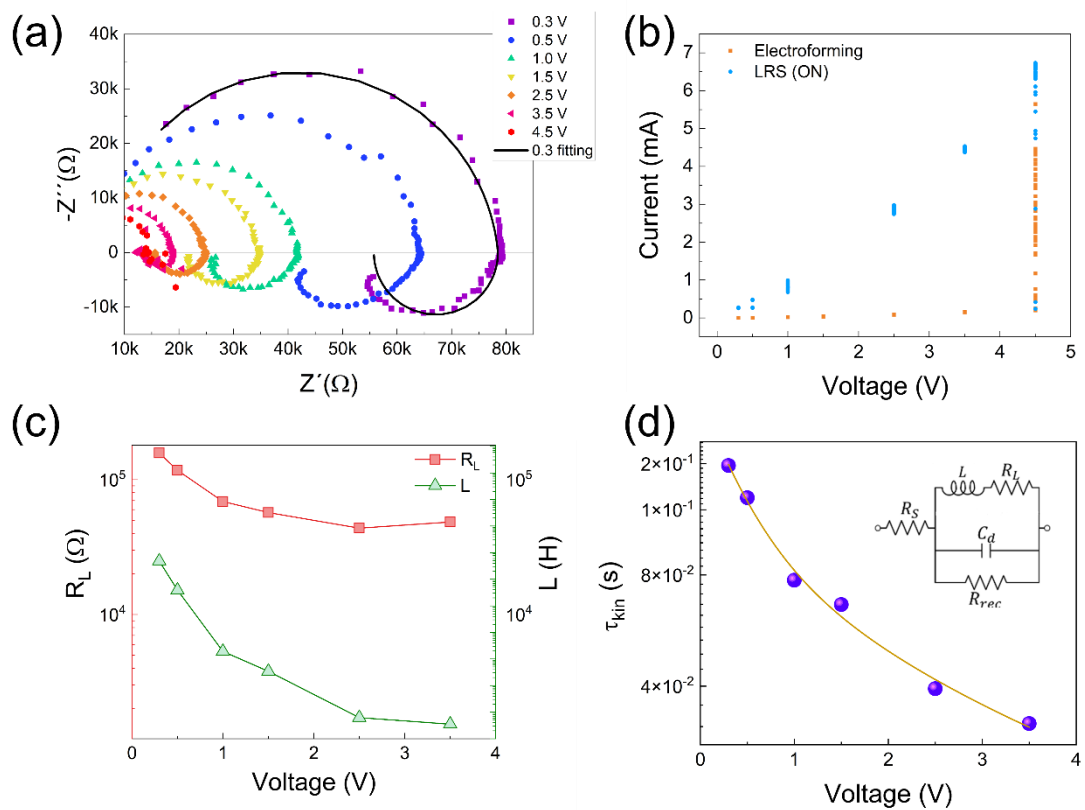 (a)
40k
30k
20k
10k
0
-10k
-Z´´(Ω)
10k 20k 30k 40k 50k 60k 70k 80k
Z´(Ω)
0.3 V
0.5 V
1.0 V
1.5 V
2.5 V
3.5 V
4.5 V
0.3 fitting
(b)
Electroforming
LRS (ON)
7
6
5
4
3
2
1
0
Current (mA)
0 1 2 3 4 5
Voltage (V)
(c)
R_L
L
10^5
10^4
R_L (Ω)
10^5
10^4
L (H)
0 1 2 3 4
Voltage (V)
(d)
2×10^-1
1×10^-1
8×10^-2
4×10^-2
τ_kin (s)
L R_L
R_S
C_d
R_rec
0 1 2 3 4
Voltage (V)